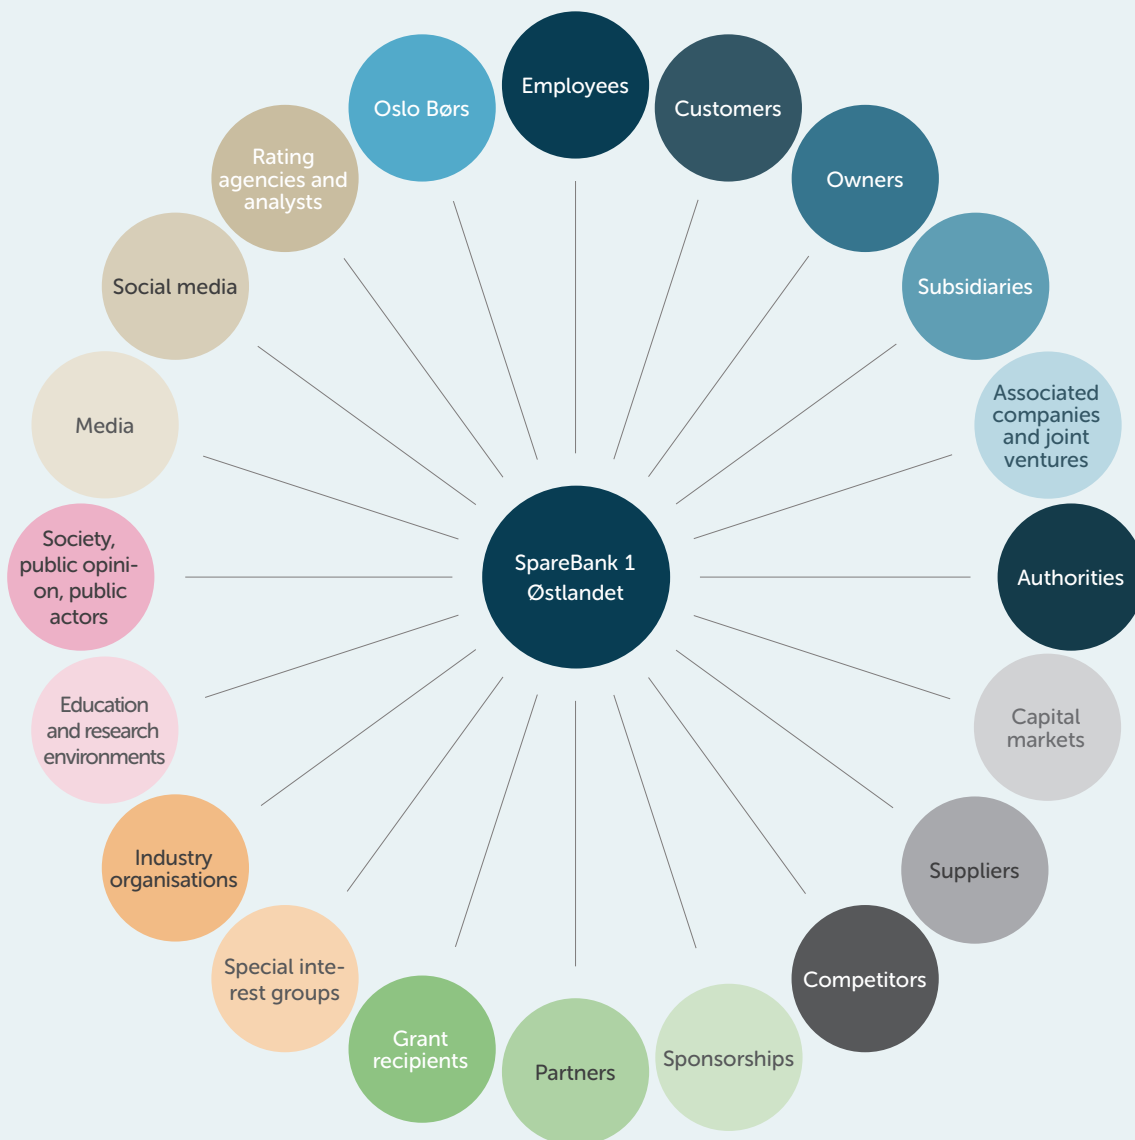 Employees
Customers
Owners
Subsidiaries
Associated
companies
and joint
ventures
Authorities
Capital
markets
Suppliers
Competitors
Sponsorships
Partners
Grant
recipients
Special inte-
rest groups
Industry
organisations
Education
and research
environments
Society,
public opini-
on, public
actors
Media
Social media
Rating
agencies and
analysts
Oslo Børs
SpareBank 1
Østlandet